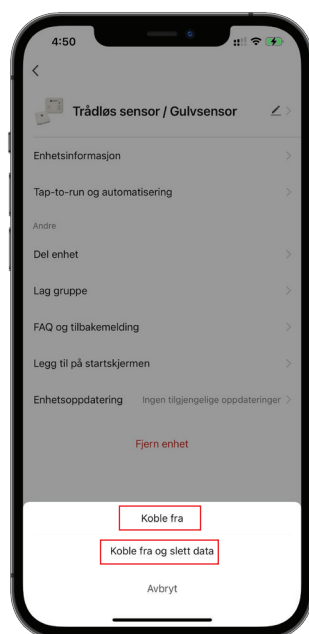 4:50
Trådløs sensor / Gulvsensor
Enhetsinformasjon
Tap-to-run og automatisering
Andre
Del enhet
Lag gruppe
FAQ og tilbakemelding
Legg til på startskjermen
Enhetsoppdatering Ingen tilgjengelige oppdateringer
Fjern enhet
Koble fra
Koble fra og slett data
Avbryt